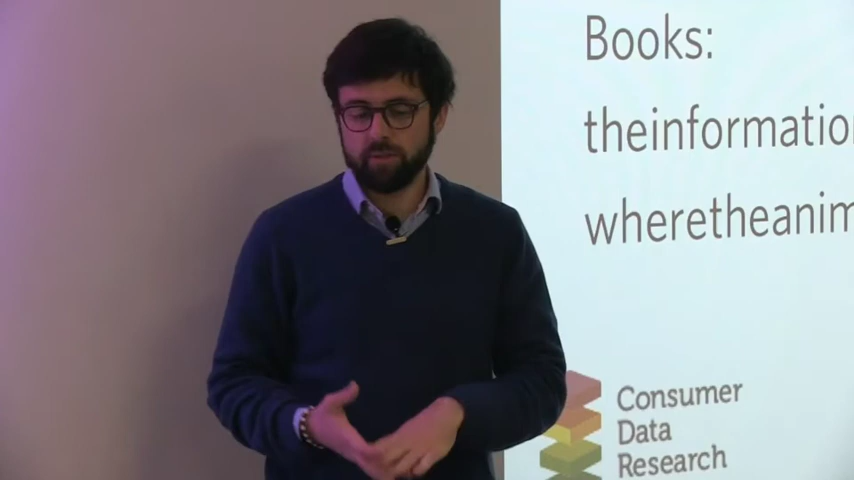 Books:
theinformatio
wheretheanim
Consumer
Data
Research